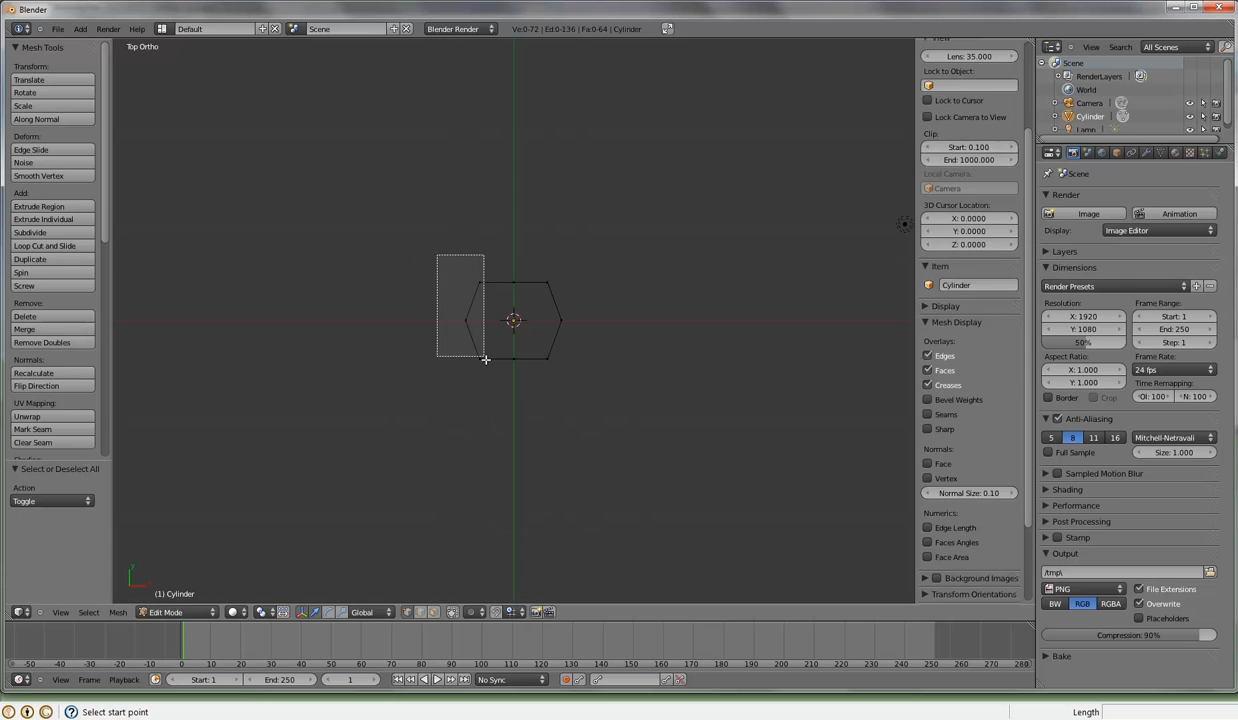 Blender
File
Add
Render
Help
Default
Scene
Blender Render
Ve:0-72 | Ed:0-136 | Fa:0-64 | Cylinder
Mesh Tools
Transform:
Translate
Rotate
Scale
Along Normal
Deform:
Edge Slide
Noise
Smooth Vertex
Add:
Extrude Region
Extrude Individual
Subdivide
Loop Cut and Slide
Duplicate
Spin
Screw
Remove:
Delete
Merge
Remove Doubles
Normals:
Recalculate
Flip Direction
UV Mapping:
Unwrap
Mark Seam
Clear Seam
Select or Deselect All
Action
Toggle
Top Ortho
(1) Cylinder
y
View
Select
Mesh
Edit Mode
Global
Lens: 35.000
Lock to Object:
Lock to Cursor
Lock Camera to View
Clip:
Start: 0.100
End: 1000.000
Local Camera:
Camera
3D Cursor Location:
X: 0.0000
Y: 0.0000
Z: 0.0000
Item
Cylinder
Display
Mesh Display
Overlays:
Edges
Faces
Creases
Bevel Weights
Seams
Sharp
Normals:
Face
Vertex
Normal Size: 0.10
Numerics:
Edge Length
Faces Angles
Face Area
Background Images
Transform Orientations
View
Search
All Scenes
Scene
RenderLayers
World
Camera
Cylinder
Lamp
Scene
Render
Image
Animation
Display:
Image Editor
Layers
Dimensions
Render Presets
Resolution:
Frame Range:
X: 1920
Start: 1
Y: 1080
End: 250
50%
Step: 1
Aspect Ratio:
Frame Rate:
X: 1.000
24 fps
Y: 1.000
Time Remapping:
Border
Crop
Ol: 100
N: 100
Anti-Aliasing
5
8
11
16
Mitchell-Netravali
Full Sample
Size: 1.000
Sampled Motion Blur
Shading
Performance
Post Processing
Stamp
Output
/tmp\
PNG
File Extensions
BW
RGB
RGBA
Overwrite
Placeholders
Compression: 90%
Bake
-50 -40 -30 -20 -10 0 10 20 30 40 50 60 70 80 90 100 110 120 130 140 150 160 170 180 190 200 210 220 230 240 250 260 270 280
View
Frame
Playback
Start: 1
End: 250
1
No Sync
Select start point
Length